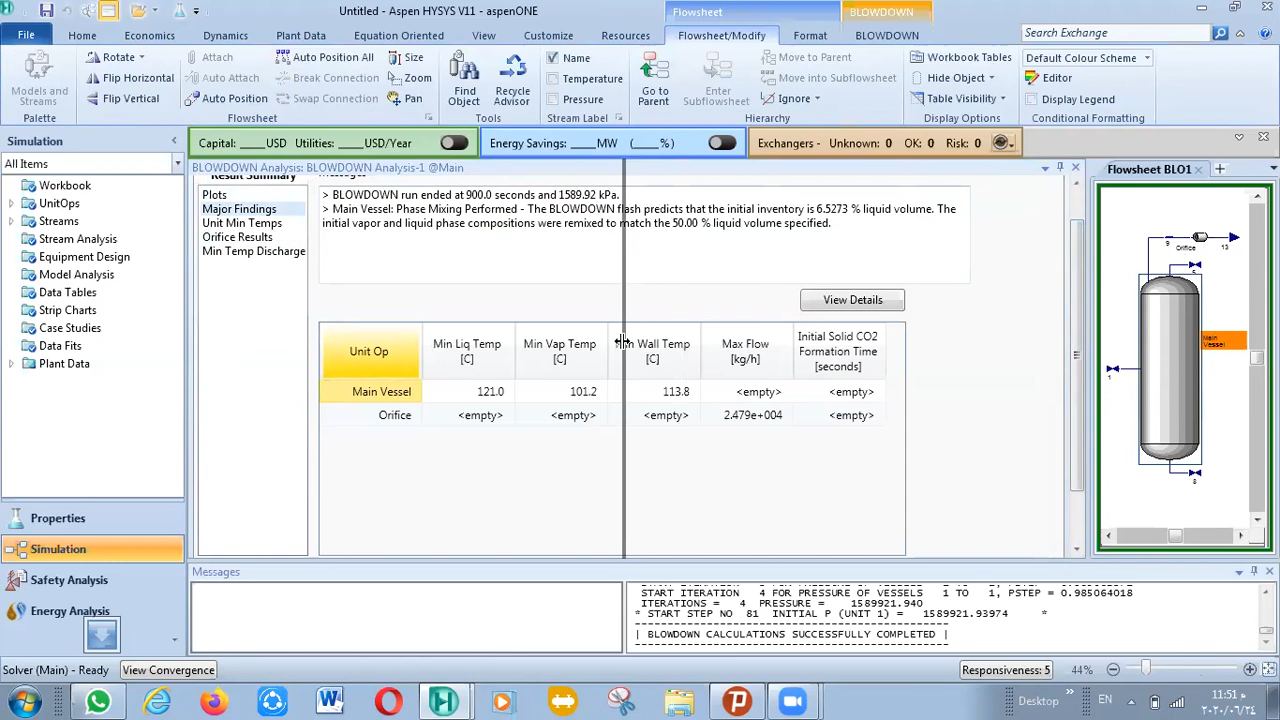 Untitled - Aspen HYSYS V11 - aspenONE
Flowsheet
BLOWDOWN
File
Home
Economics
Dynamics
Plant Data
Equation Oriented
View
Customize
Resources
Flowsheet/Modify
Format
BLOWDOWN
Search Exchange
Models and Streams
Rotate
Flip Horizontal
Flip Vertical
Attach
Auto Attach
Auto Position
Auto Position All
Break Connection
Swap Connection
Size
Zoom
Pan
Find Object
Recycle Advisor
Name
Temperature
Pressure
Go to Parent
Enter Subflowsheet
Move to Parent
Move into Subflowsheet
Ignore
Workbook Tables
Hide Object
Table Visibility
Default Colour Scheme
Editor
Display Legend
Palette
Flowsheet
Tools
Stream Label
Hierarchy
Display Options
Conditional Formatting
Capital: ____USD Utilities: ____USD/Year
Energy Savings: ____MW (____%)
Exchangers - Unknown: 0 OK: 0 Risk: 0
Simulation
All Items
Workbook
UnitOps
Streams
Stream Analysis
Equipment Design
Model Analysis
Data Tables
Strip Charts
Case Studies
Data Fits
Plant Data
Properties
Simulation
Safety Analysis
Energy Analysis
BLOWDOWN Analysis: BLOWDOWN Analysis-1 @Main
Result Summary
Plots
Major Findings
Unit Min Temps
Orifice Results
Min Temp Discharge
Messages
> BLOWDOWN run ended at 900.0 seconds and 1589.92 kPa.
> Main Vessel: Phase Mixing Performed - The BLOWDOWN flash predicts that the initial inventory is 6.5273 % liquid volume. The
initial vapor and liquid phase compositions were remixed to match the 50.00 % liquid volume specified.
View Details
Unit Op Min Liq Temp [C] Min Vap Temp [C] Wall Temp [C] Max Flow [kg/h] Initial Solid CO2 Formation Time [seconds]
Main Vessel 121.0 101.2 113.8 <empty> <empty>
Orifice <empty> <empty> <empty> 2.479e+004 <empty>
Flowsheet BLO1
9
Orifice
13
5
Main Vessel
1
8
Messages
START ITERATION 4 FOR PRESSURE OF VESSELS 1 TO 1, PSTEP = 0.985064018
ITERATIONS = 4 PRESSURE = 1589921.940
* START STEP NO 81 INITIAL P (UNIT 1) = 1589921.93974 *
| BLOWDOWN CALCULATIONS SUCCESSFULLY COMPLETED |
Solver (Main) - Ready
View Convergence
Responsiveness: 5
44%
Desktop
EN
11:51 م
٢٠٢٠/٠٦/٢٤